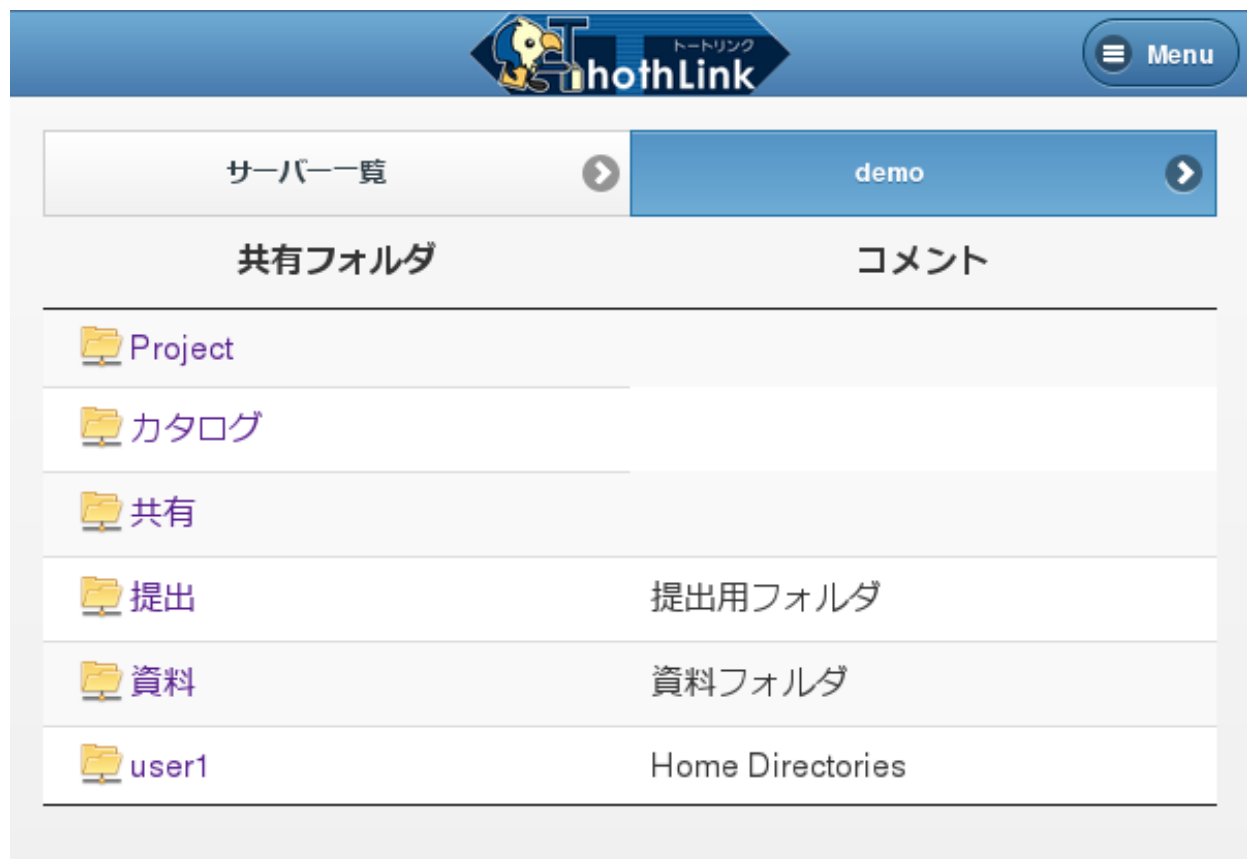 トートリンク
ThothLink
Menu
サーバー一覧 demo
共有フォルダ コメント
Project
カタログ
共有
提出 提出用フォルダ
資料 資料フォルダ
user1 Home Directories